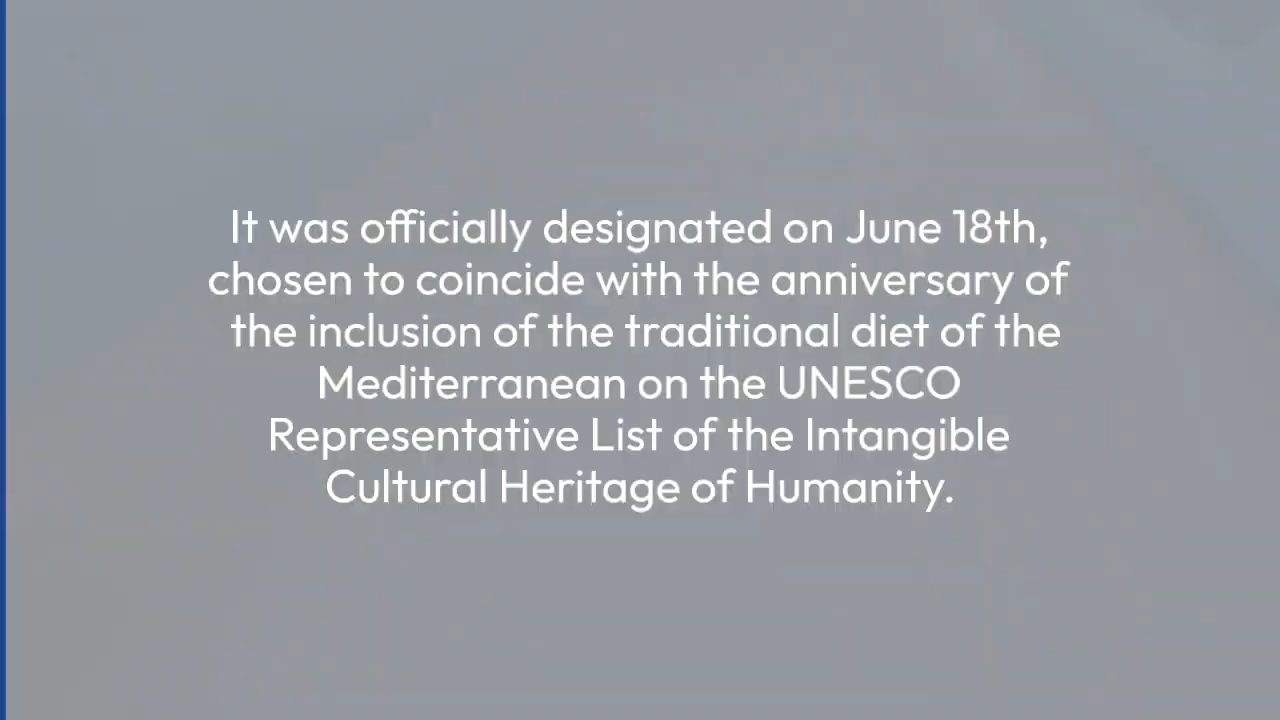 It was officially designated on June 18th,
chosen to coincide with the anniversary of
the inclusion of the traditional diet of the
Mediterranean on the UNESCO
Representative List of the Intangible
Cultural Heritage of Humanity.